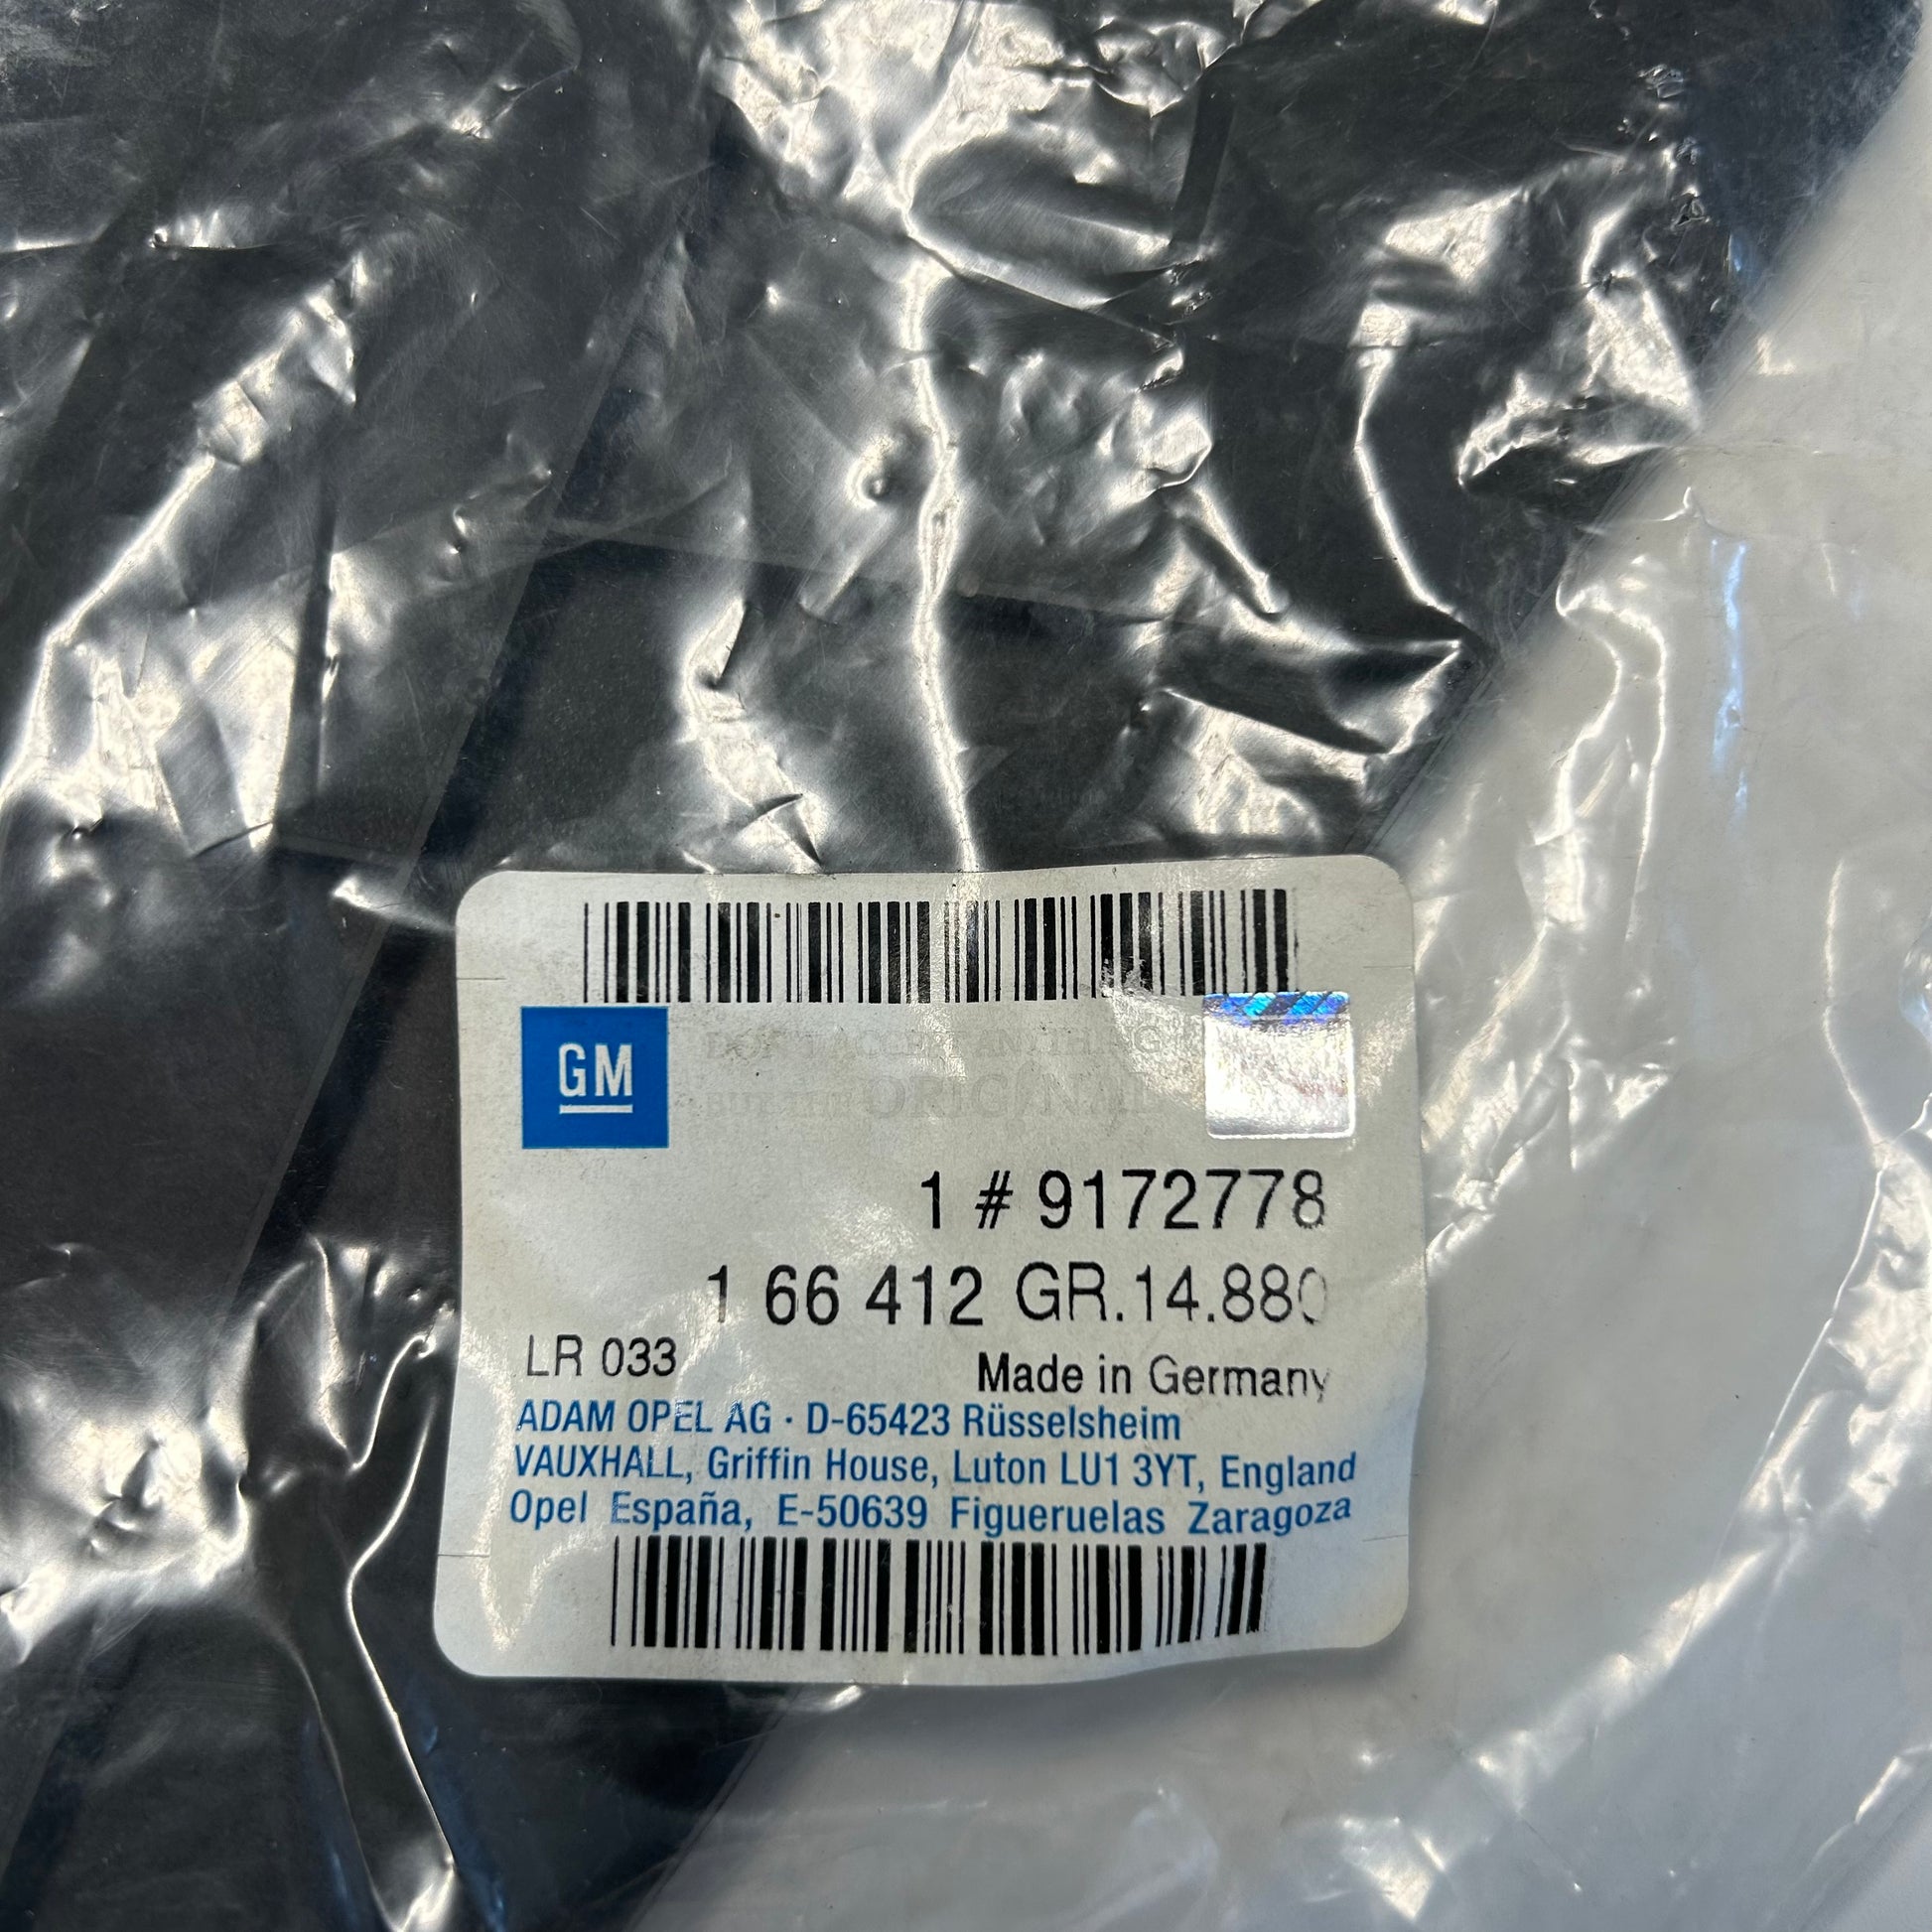 GM
ORIGINAL
1 # 9172778
1 66 412 GR.14.880
LR 033
Made in Germany
ADAM OPEL AG · D-65423 Rüsselsheim
VAUXHALL, Griffin House, Luton LU1 3YT, England
Opel España, E-50639 Figueruelas Zaragoza